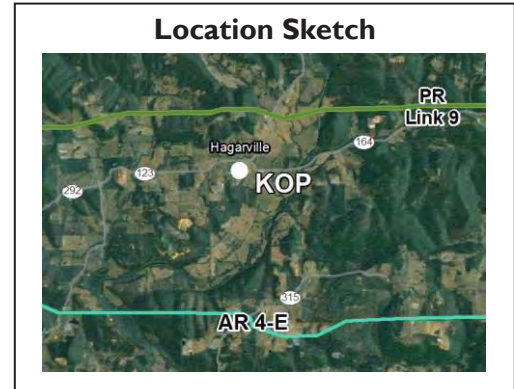 Location Sketch
PR
Link 9
164
Hagarville
123
KOP
292
315
AR 4-E